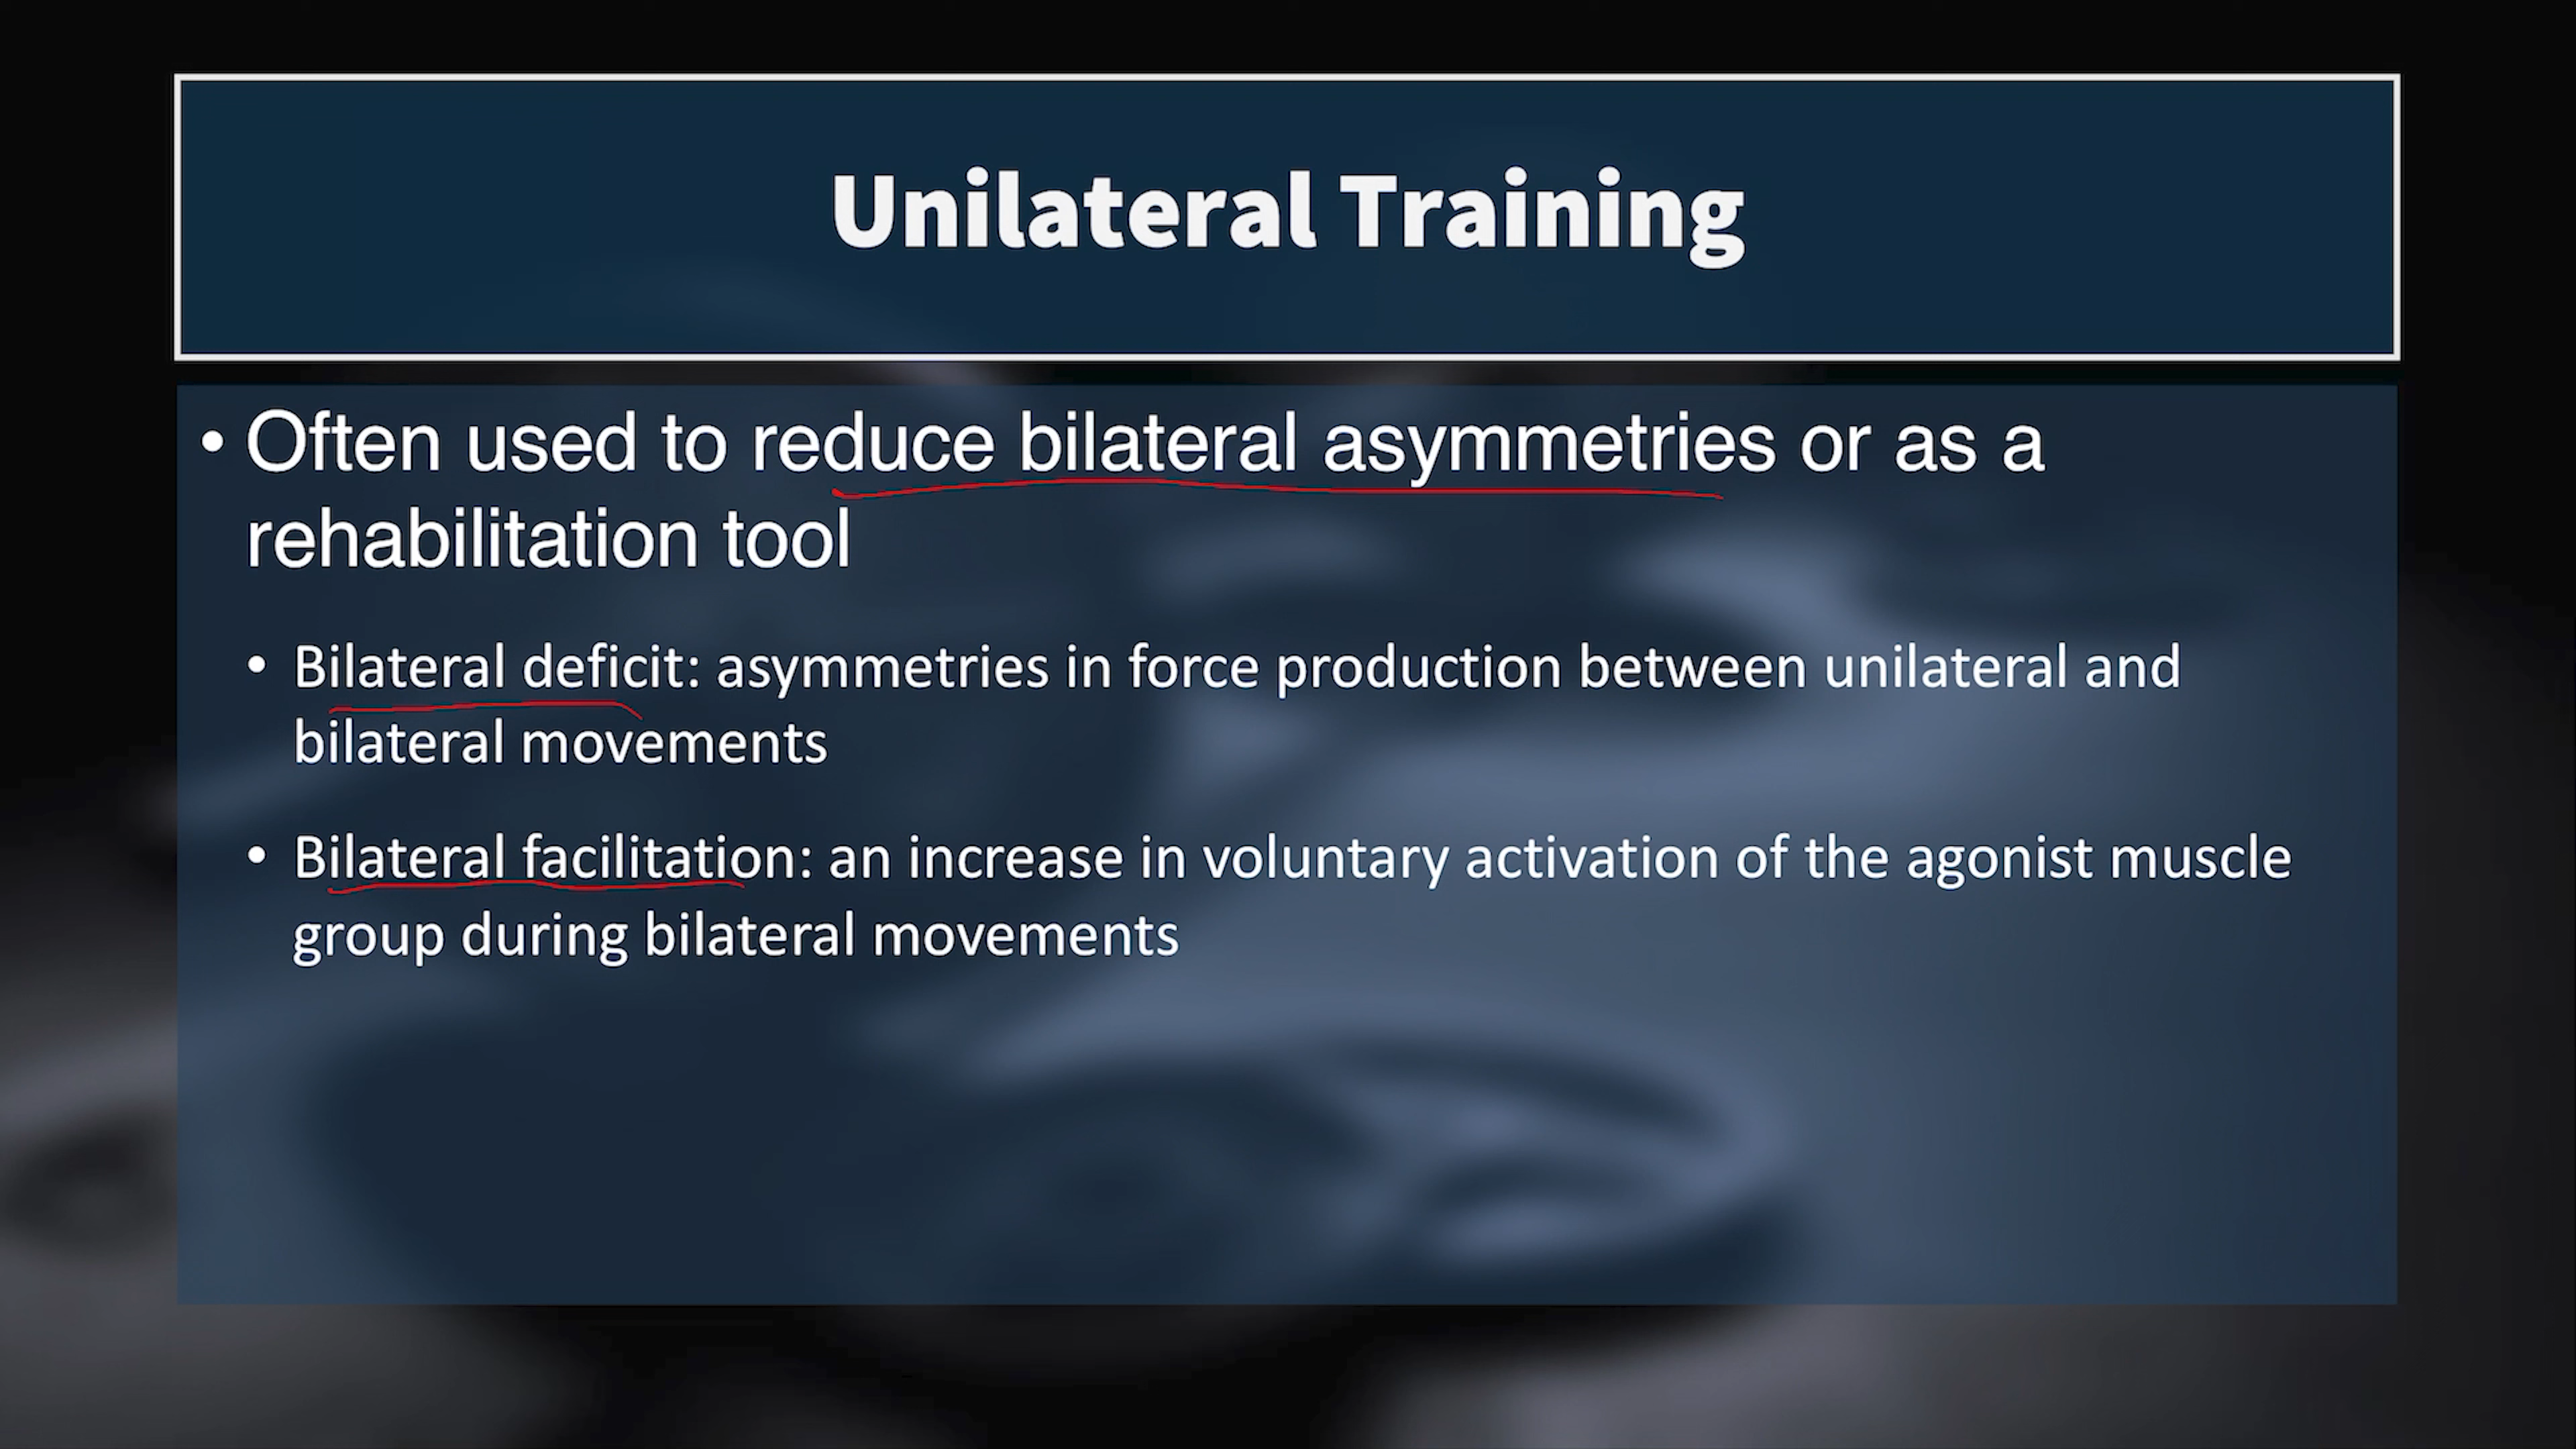 Unilateral Training
• Often used to reduce bilateral asymmetries or as a
rehabilitation tool
• Bilateral deficit: asymmetries in force production between unilateral and
bilateral movements
• Bilateral facilitation: an increase in voluntary activation of the agonist muscle
group during bilateral movements